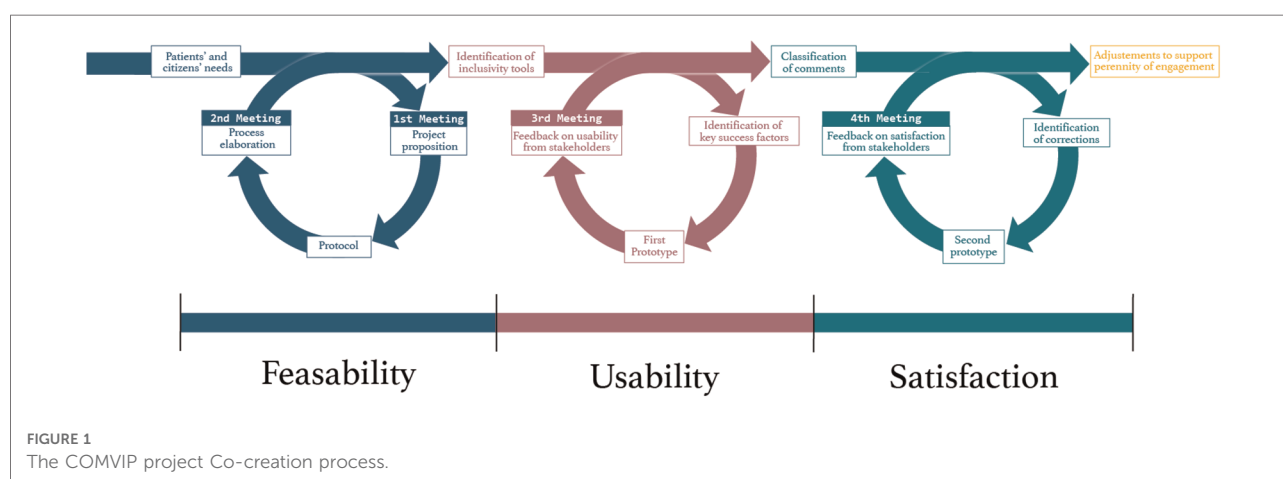 Patients' and
citizens' needs
Identification of
inclusivity tools
Classification
of comments
Adjustements to support
perennity of engagement
2nd Meeting
Process
elaboration
1st Meeting
Project
proposition
Protocol
3rd Meeting
Feedback on usability
from stakeholders
Identification of
key success factors
First
Prototype
4th Meeting
Feedback on satisfaction
from stakeholders
Identification
of corrections
Second
prototype
Feasability
Usability
Satisfaction
FIGURE 1
The COMVIP project Co-creation process.